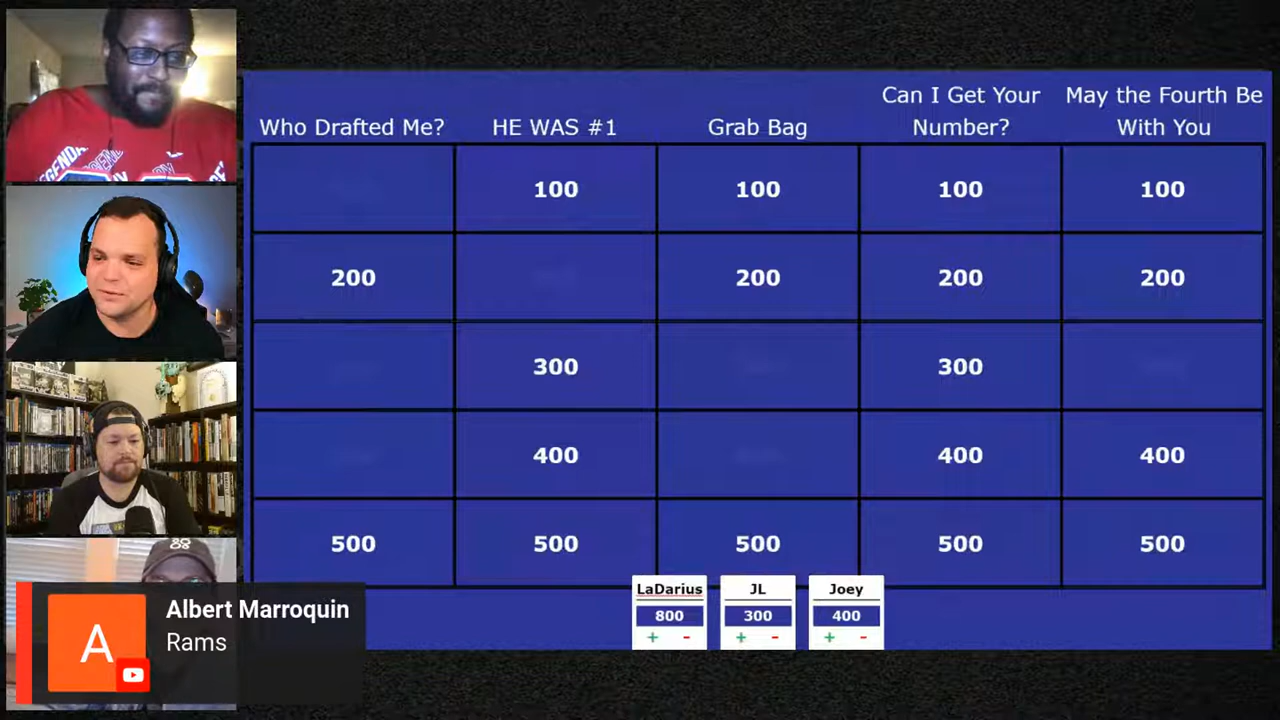 Can I Get Your May the Fourth Be
Who Drafted Me? HE WAS #1 Grab Bag Number? With You
100 100 100 100
200 200 200 200
300 300
400 400 400
500 500 500 500 500
LaDarius JL Joey
800 300 400
+ - + - + -
A
Albert Marroquin
Rams